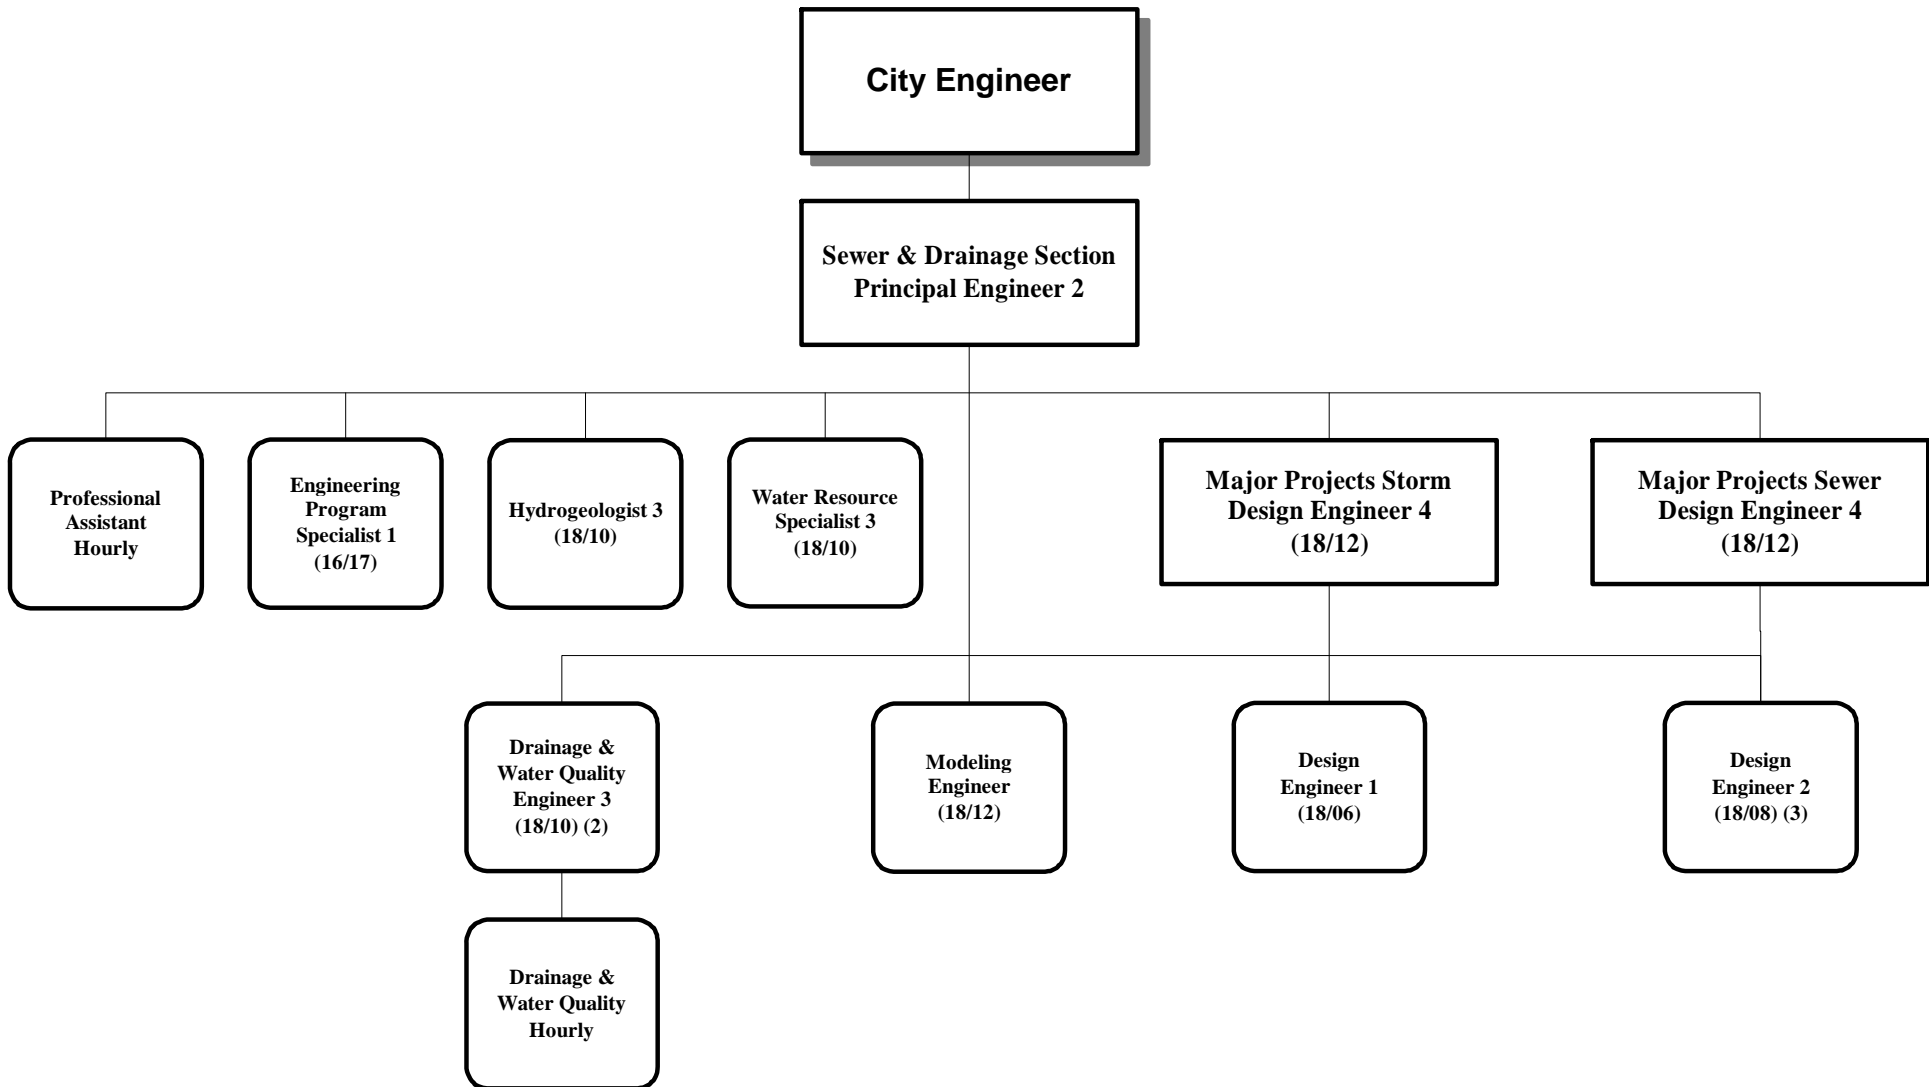 City Engineer
Sewer & Drainage Section
Principal Engineer 2
Professional
Assistant
Hourly
Engineering
Program
Specialist 1
(16/17)
Hydrogeologist 3
(18/10)
Water Resource
Specialist 3
(18/10)
Major Projects Storm
Design Engineer 4
(18/12)
Major Projects Sewer
Design Engineer 4
(18/12)
Drainage &
Water Quality
Engineer 3
(18/10) (2)
Modeling
Engineer
(18/12)
Design
Engineer 1
(18/06)
Design
Engineer 2
(18/08) (3)
Drainage &
Water Quality
Hourly